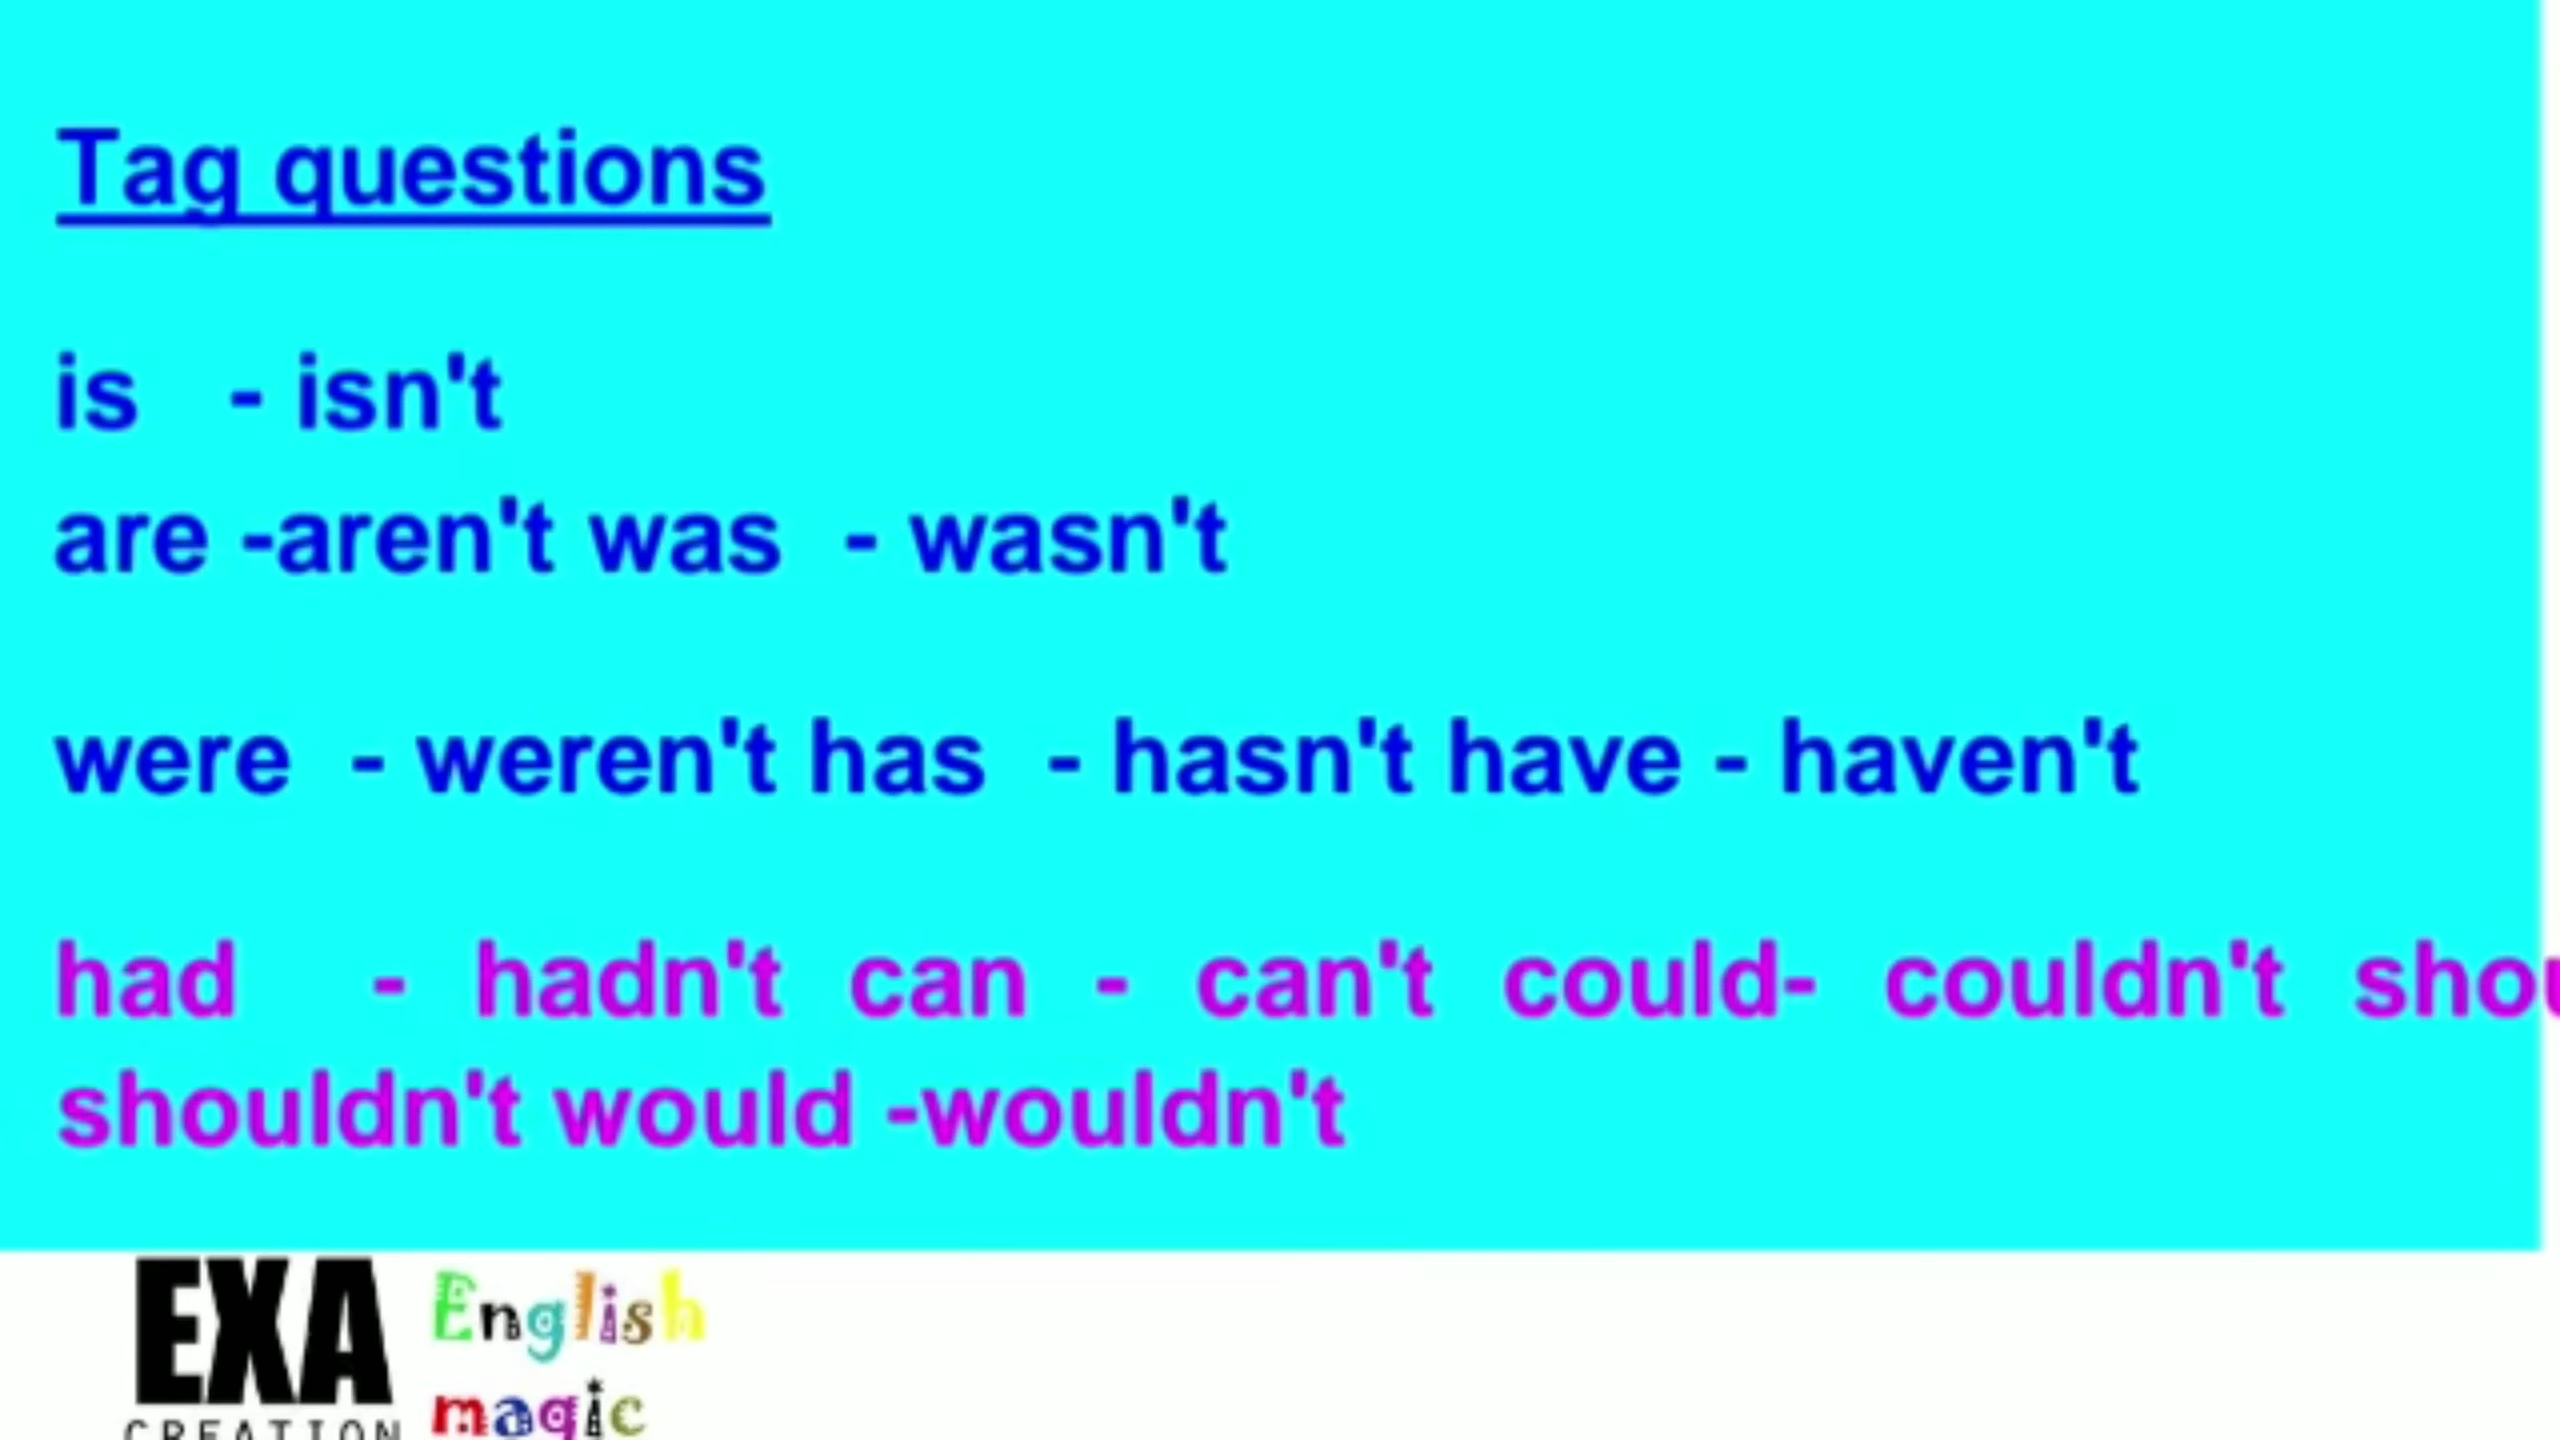 Tag questions
is - isn't
are -aren't was - wasn't
were - weren't has - hasn't have - haven't
had - hadn't can - can't could- couldn't shou
shouldn't would -wouldn't
EXA
CREATION
English
magic